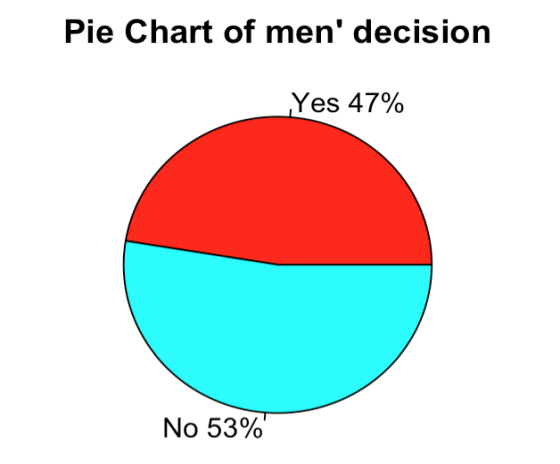 Pie Chart of men' decision
Yes 47%
No 53%